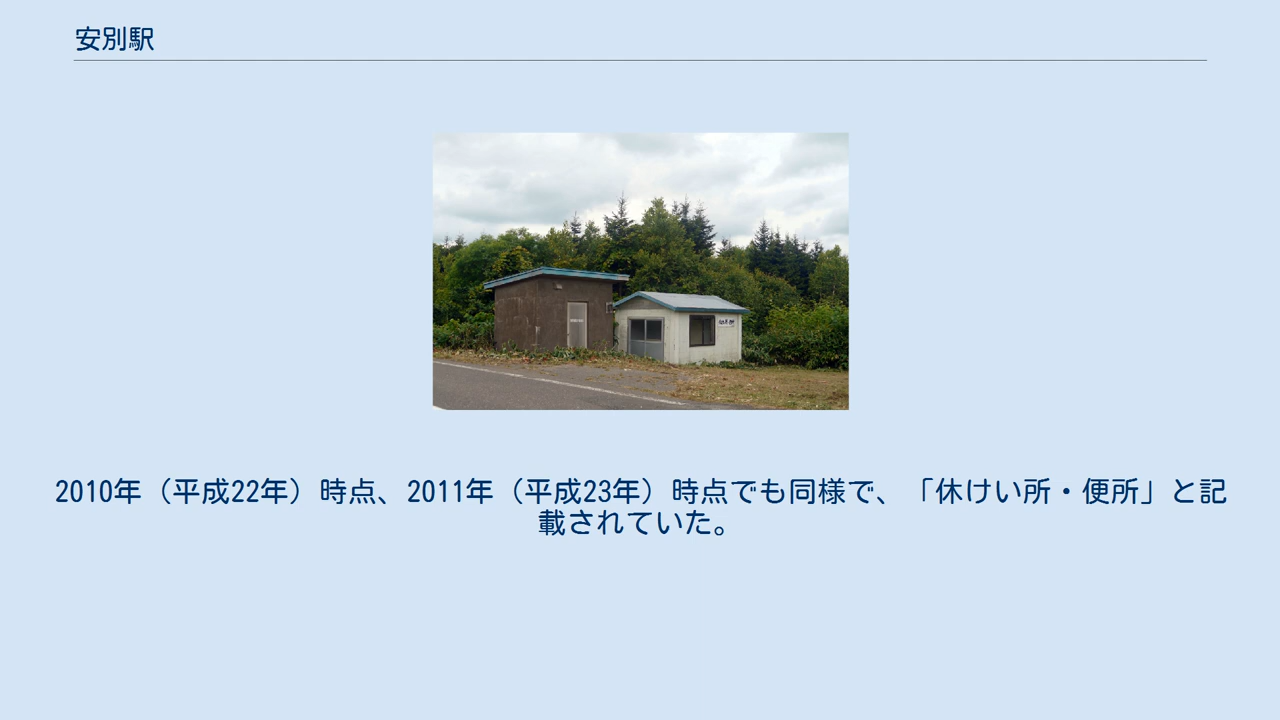 安別駅
2010年（平成22年）時点、2011年（平成23年）時点でも同様で、「休けい所・便所」と記
載されていた。